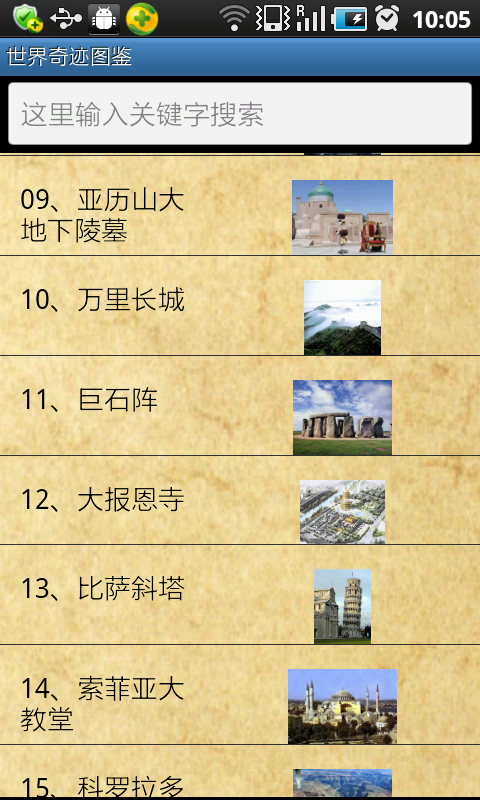 R
10:05
世界奇迹图鉴
这里输入关键字搜索
09、亚历山大
地下陵墓
10、万里长城
11、巨石阵
12、大报恩寺
13、比萨斜塔
14、索菲亚大
教堂
15、科罗拉多